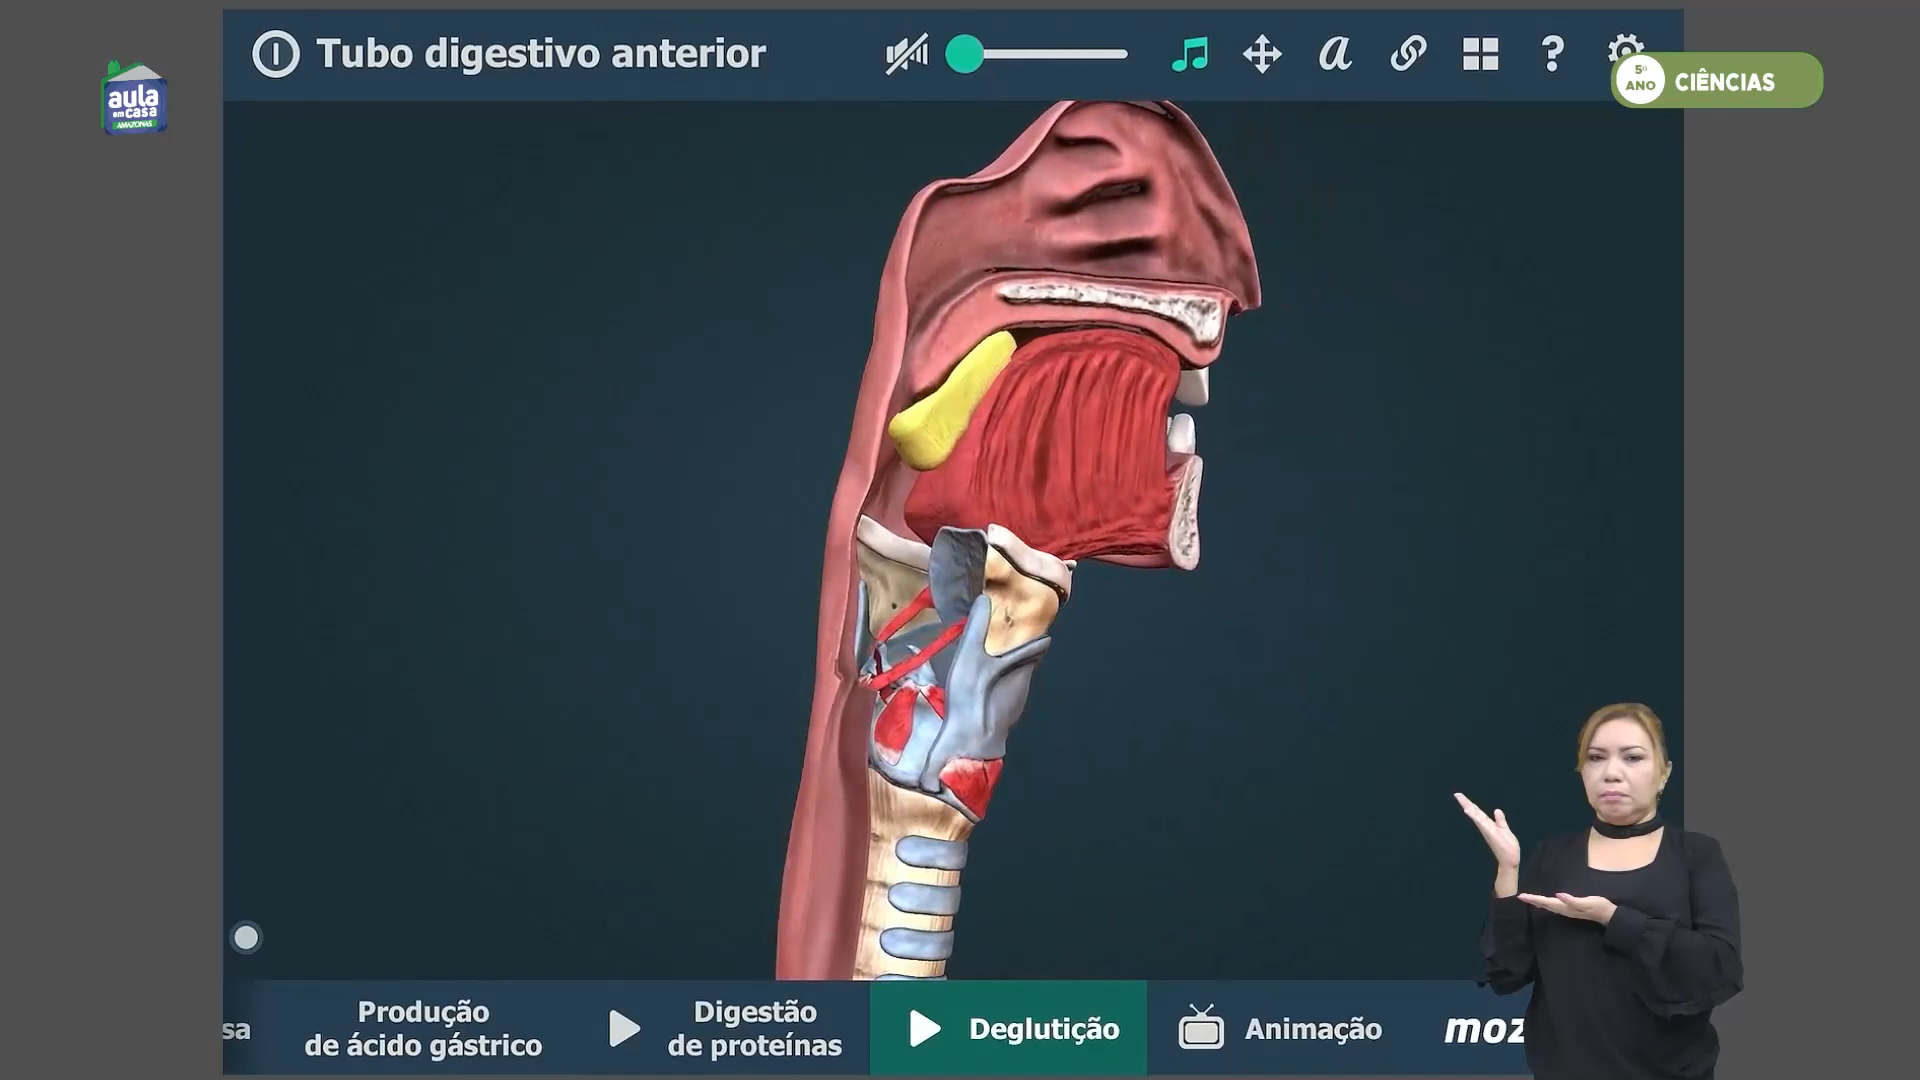 Tubo digestivo anterior
a
?
5º
ANO
CIÊNCIAS
aula
em casa
AMAZONAS
sa
Produção
de ácido gástrico
Digestão
de proteínas
Deglutição
Animação
moz